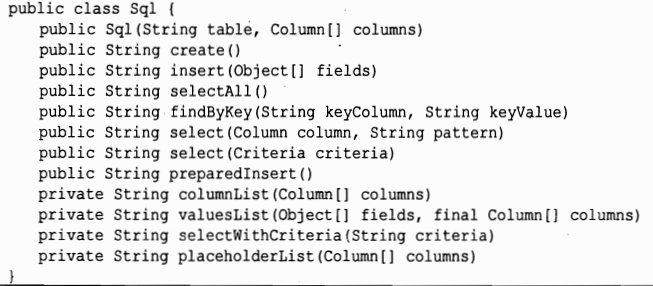 public class Sql {
public Sql(String table, Column[] columns)
public String create()
public String insert(Object[] fields)
public String selectAll()
public String findByKey(String keyColumn, String keyValue)
public String select(Column column, String pattern)
public String select(Criteria criteria)
public String preparedInsert()
private String columnList(Column[] columns)
private String valuesList(Object[] fields, final Column[] columns)
private String selectWithCriteria(String criteria)
private String placeholderList(Column[] columns)
}